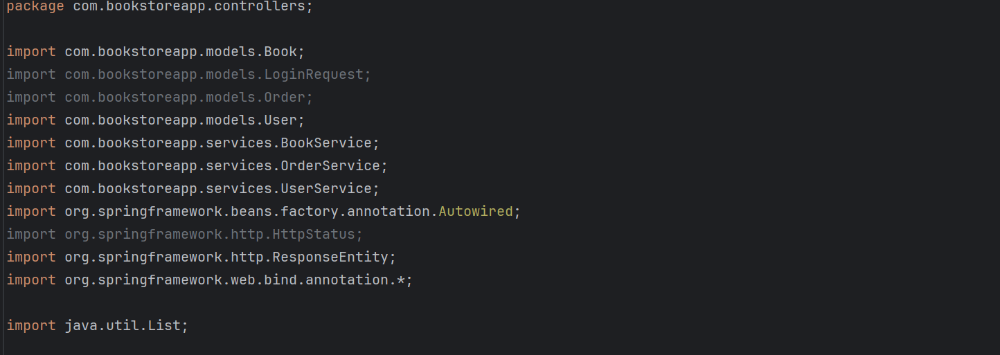 package com.bookstoreapp.controllers;
import com.bookstoreapp.models.Book;
import com.bookstoreapp.models.LoginRequest;
import com.bookstoreapp.models.Order;
import com.bookstoreapp.models.User;
import com.bookstoreapp.services.BookService;
import com.bookstoreapp.services.OrderService;
import com.bookstoreapp.services.UserService;
import org.springframework.beans.factory.annotation.Autowired;
import org.springframework.http.HttpStatus;
import org.springframework.http.ResponseEntity;
import org.springframework.web.bind.annotation.*;
import java.util.List;